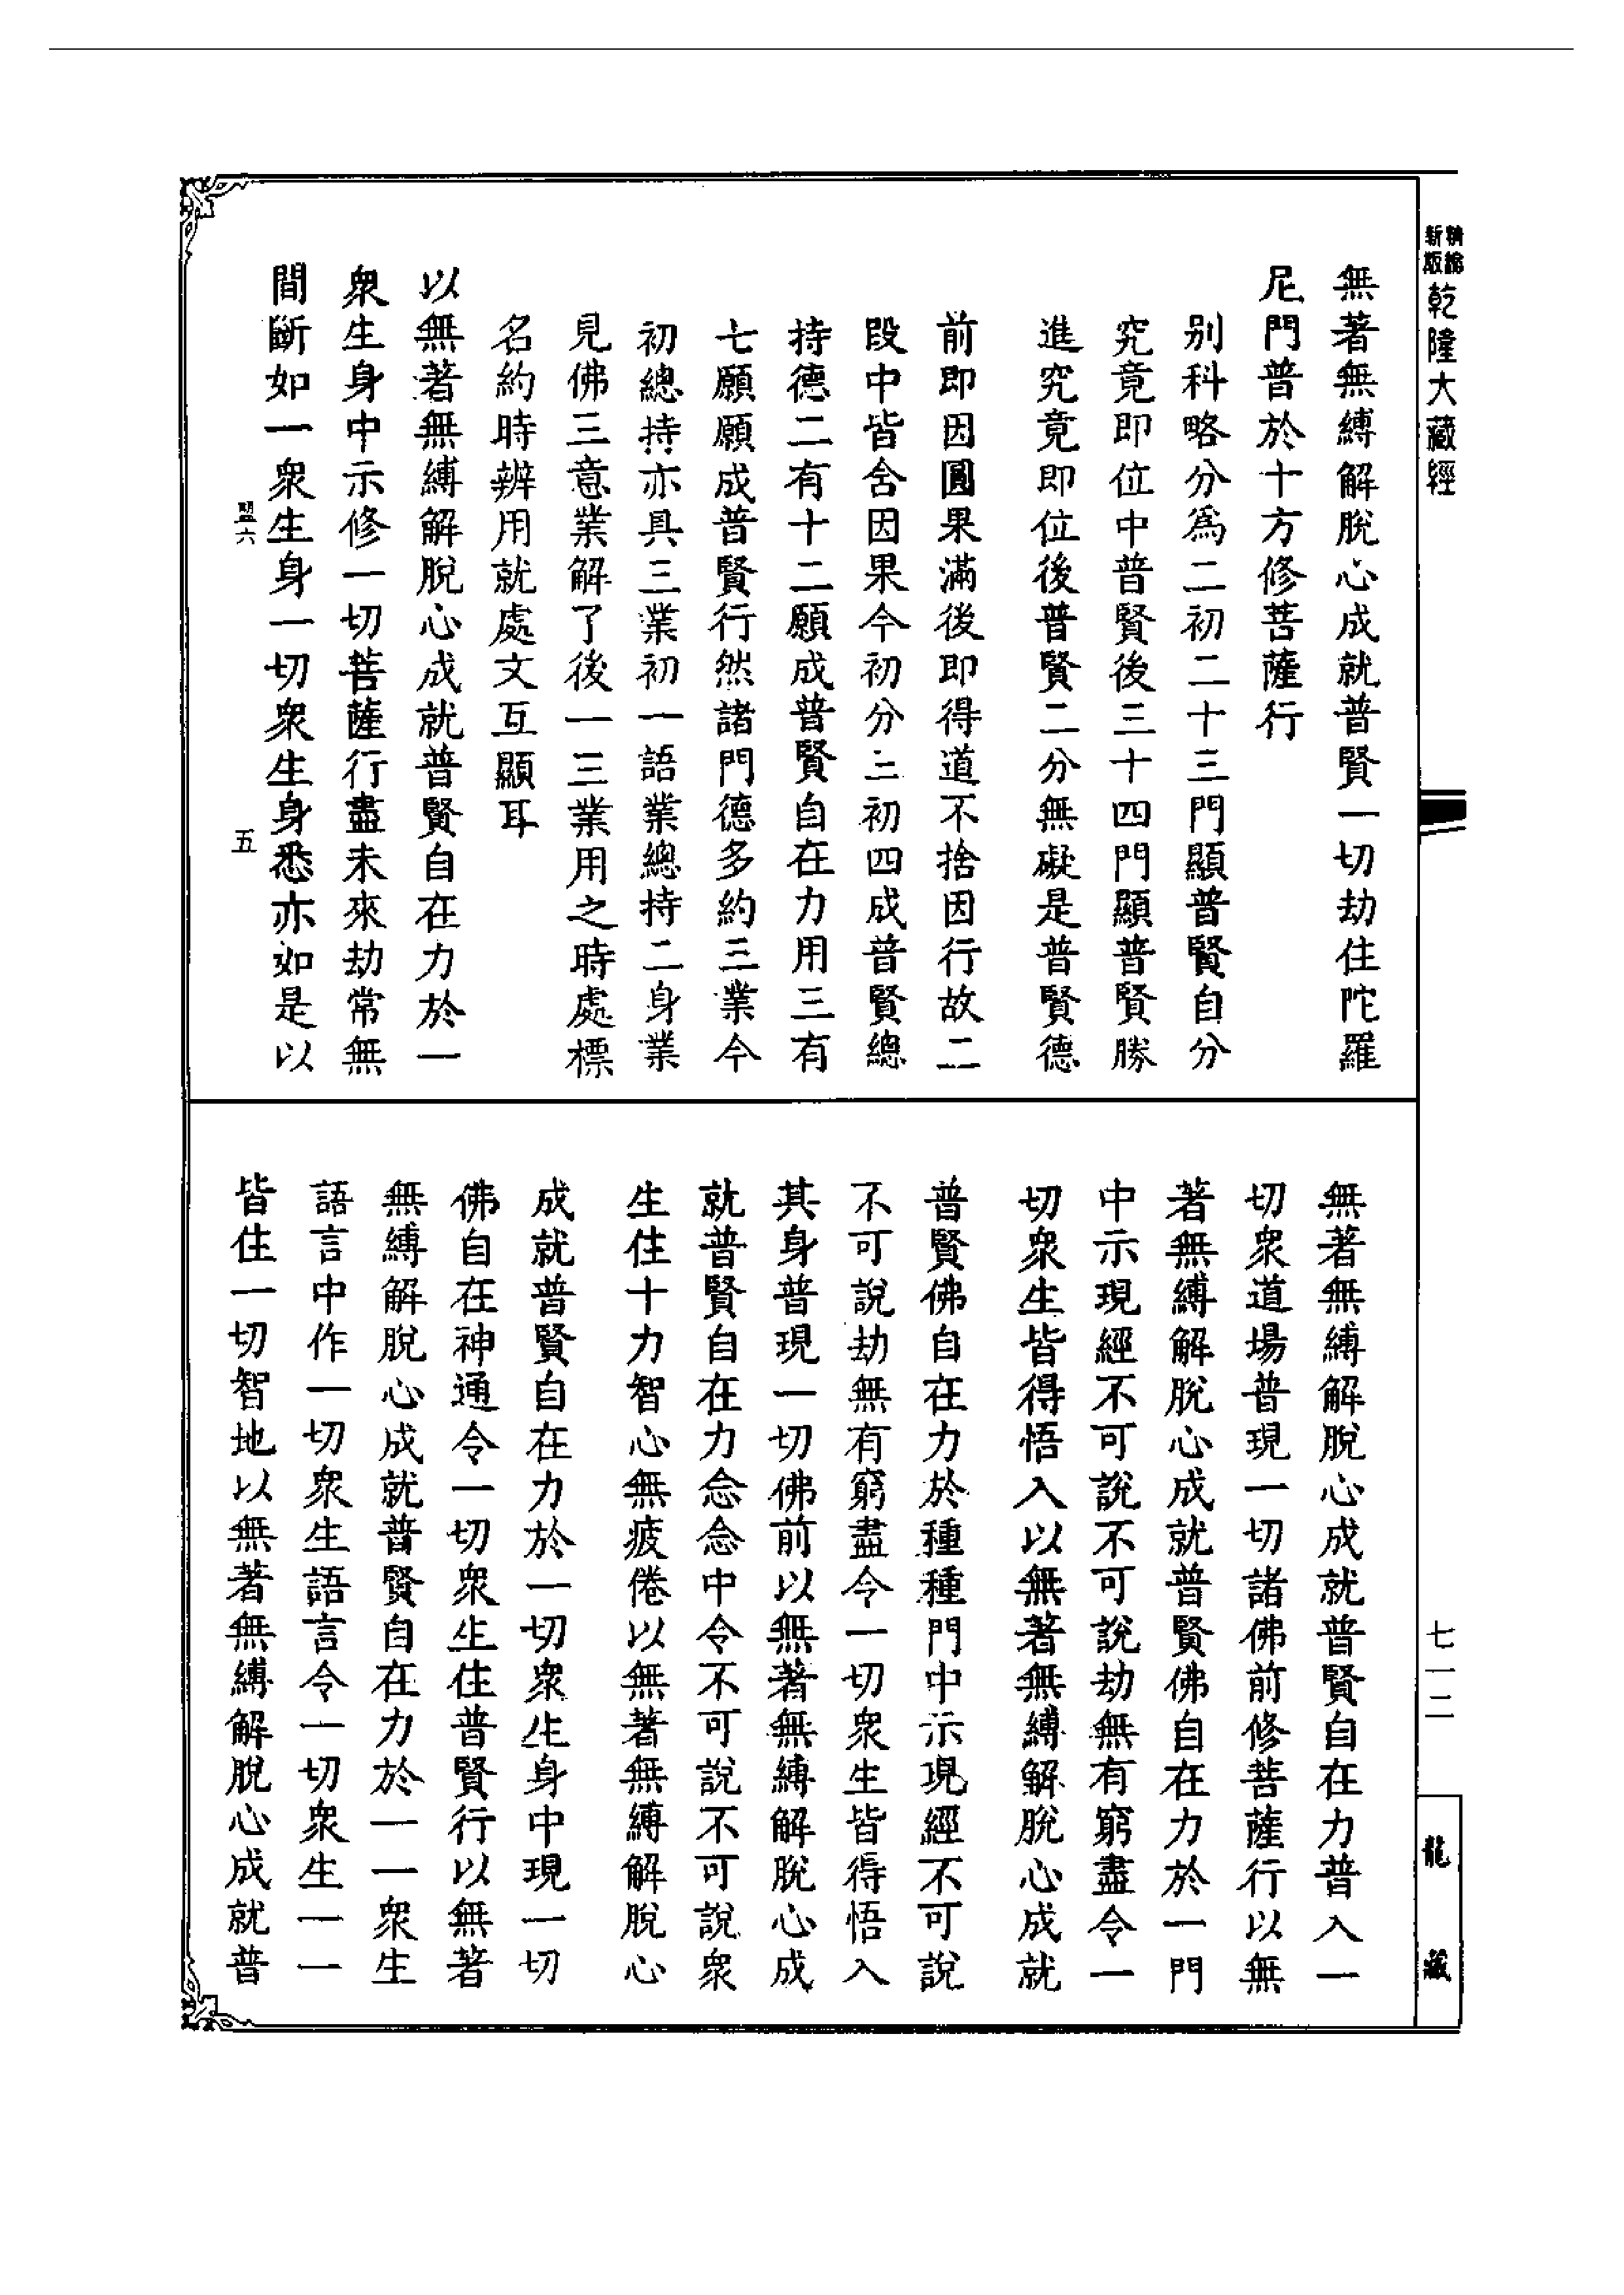 新版精縮乾隆大藏經
無著無縛解脫心成就普賢一切劫住陀羅
尼門普於十方修菩薩行
別科略分為二初二十三門顯普賢自分
究竟即位中普賢後三十四門顯普賢勝
進究竟即位後普賢二分無礙是普賢德
前即因圓果滿後即得道不捨因行故二
段中皆含因果今初分三初四成普賢總
持德二有十二願成普賢自在力用三有
七願願成普賢行然諸門德多約三業今
初總持亦具三業初一語業總持二身業
見佛三意業解了後一三業用之時處標
名約時辨用就處文互顯耳
以無著無縛解脫心成就普賢自在力於一
衆生身中示修一切菩薩行盡未來劫常無
間斷如一衆生身一切衆生身悉亦如是以
盟六
五
無著無縛解脫心成就普賢自在力普入一
切衆道場普現一切諸佛前修菩薩行以無
著無縛解脫心成就普賢佛自在力於一門
中示現經不可說不可說劫無有窮盡令一
切衆生皆得悟入以無著無縛解脫心成就
普賢佛自在力於種種門中示現經不可說
不可說劫無有窮盡令一切衆生皆得悟入
其身普現一切佛前以無著無縛解脫心成
就普賢自在力念念中令不可說不可說衆
生住十力智心無疲倦以無著無縛解脫心
成就普賢自在力於一切衆生身中現一切
佛自在神通令一切衆生住普賢行以無著
無縛解脫心成就普賢自在力於一一衆生
語言中作一切衆生語言令一切衆生一一
皆住一切智地以無著無縛解脫心成就普
七一二
龍藏